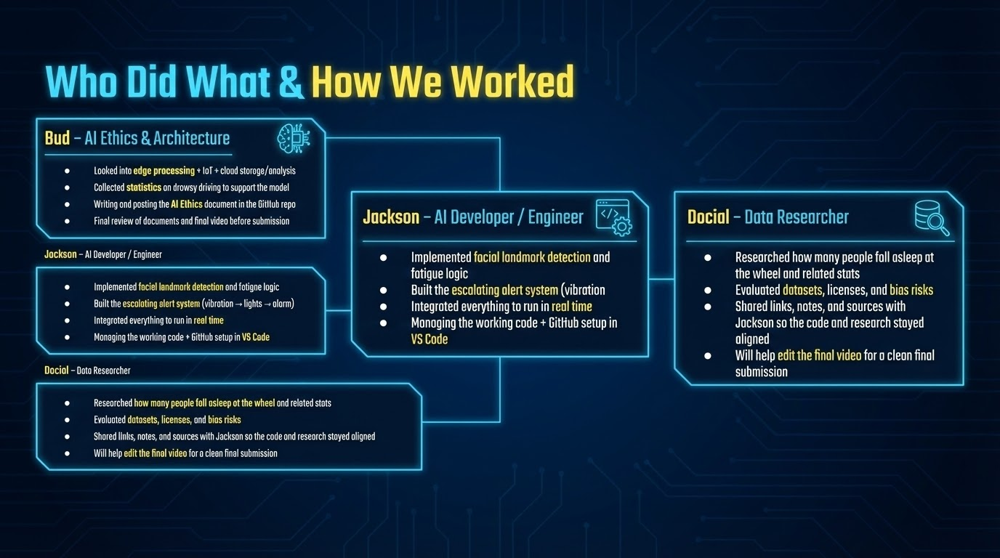 Who Did What & How We Worked
Bud – AI Ethics & Architecture
● Looked into edge processing + IoT + cloud storage/analysis
● Collected statistics on drowsy driving to support the model
● Writing and posting the AI Ethics document in the GitHub repo
● Final review of documents and final video before submission
Jackson – AI Developer / Engineer
● Implemented facial landmark detection and fatigue logic
● Built the escalating alert system (vibration → lights → alarm)
● Integrated everything to run in real time
● Managing the working code + GitHub setup in VS Code
Docial – Data Researcher
● Researched how many people fall asleep at the wheel and related stats
● Evaluated datasets, licenses, and bias risks
● Shared links, notes, and sources with Jackson so the code and research stayed aligned
● Will help edit the final video for a clean final submission
Jackson – AI Developer / Engineer
</>
● Implemented facial landmark detection and
fatigue logic
● Built the escalating alert system (vibration
● Integrated everything to run in real time
● Managing the working code + GitHub setup in
VS Code
Docial – Data Researcher
● Researched how many people fall asleep at
the wheel and related stats
● Evaluated datasets, licenses, and bias risks
● Shared links, notes, and sources with
Jackson so the code and research stayed
aligned
● Will help edit the final video for a clean final
submission